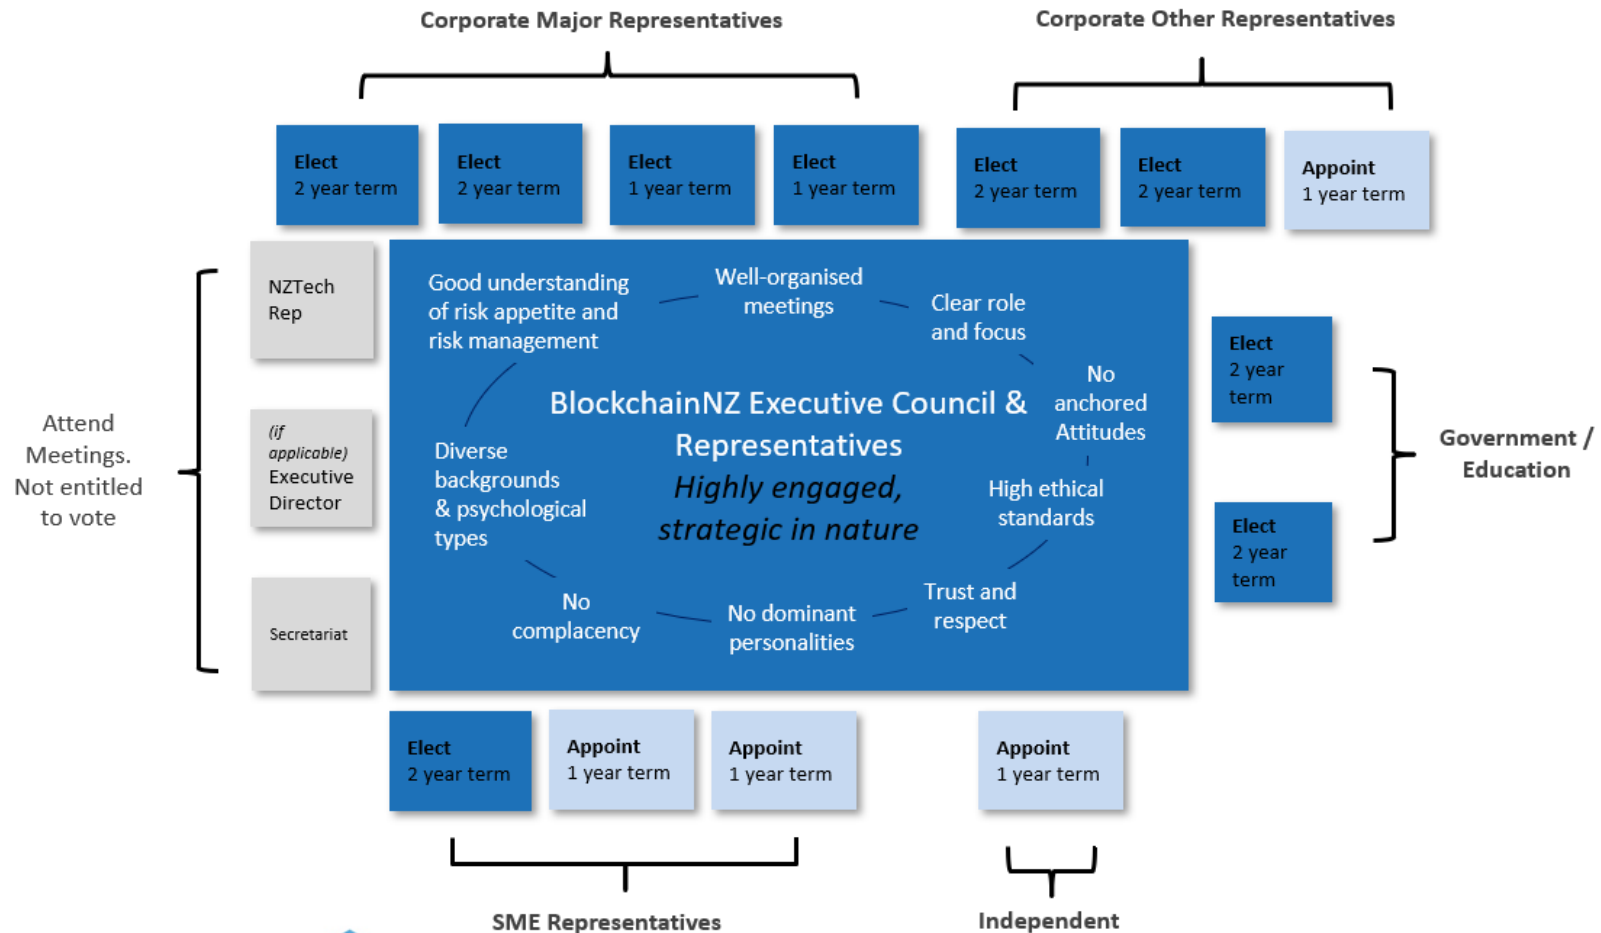 Corporate Major Representatives
Corporate Other Representatives
Elect
2 year term
Elect
2 year term
Elect
1 year term
Elect
1 year term
Elect
2 year term
Elect
2 year term
Appoint
1 year term
Attend
Meetings.
Not entitled
to vote
NZTech
Rep
(if
applicable)
Executive
Director
Secretariat
Good understanding
of risk appetite and
risk management
Well-organised
meetings
Clear role
and focus
No
anchored
Attitudes
High ethical
standards
Trust and
respect
No dominant
personalities
No
complacency
Diverse
backgrounds
& psychological
types
BlockchainNZ Executive Council &
Representatives
Highly engaged,
strategic in nature
Elect
2 year
term
Elect
2 year
term
Government /
Education
Elect
2 year term
Appoint
1 year term
Appoint
1 year term
Appoint
1 year term
SME Representatives
Independent